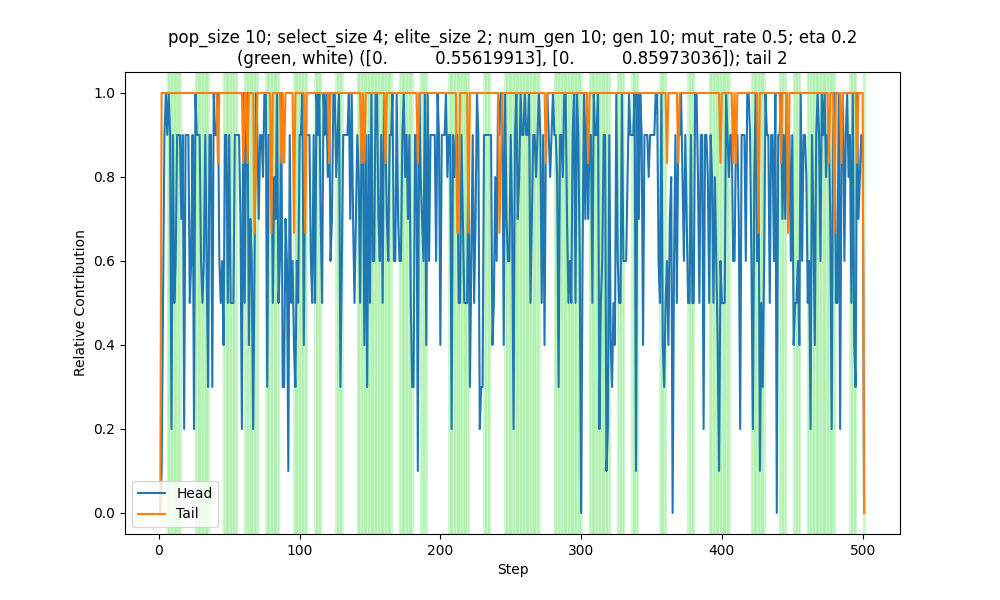 pop_size 10; select_size 4; elite_size 2; num_gen 10; gen 10; mut_rate 0.5; eta 0.2
(green, white) ([0.          0.55619913], [0.          0.85973036]); tail 2
1.0
0.8
0.6
0.4
0.2
0.0
Relative Contribution
Head
Tail
0
100
200
300
400
500
Step